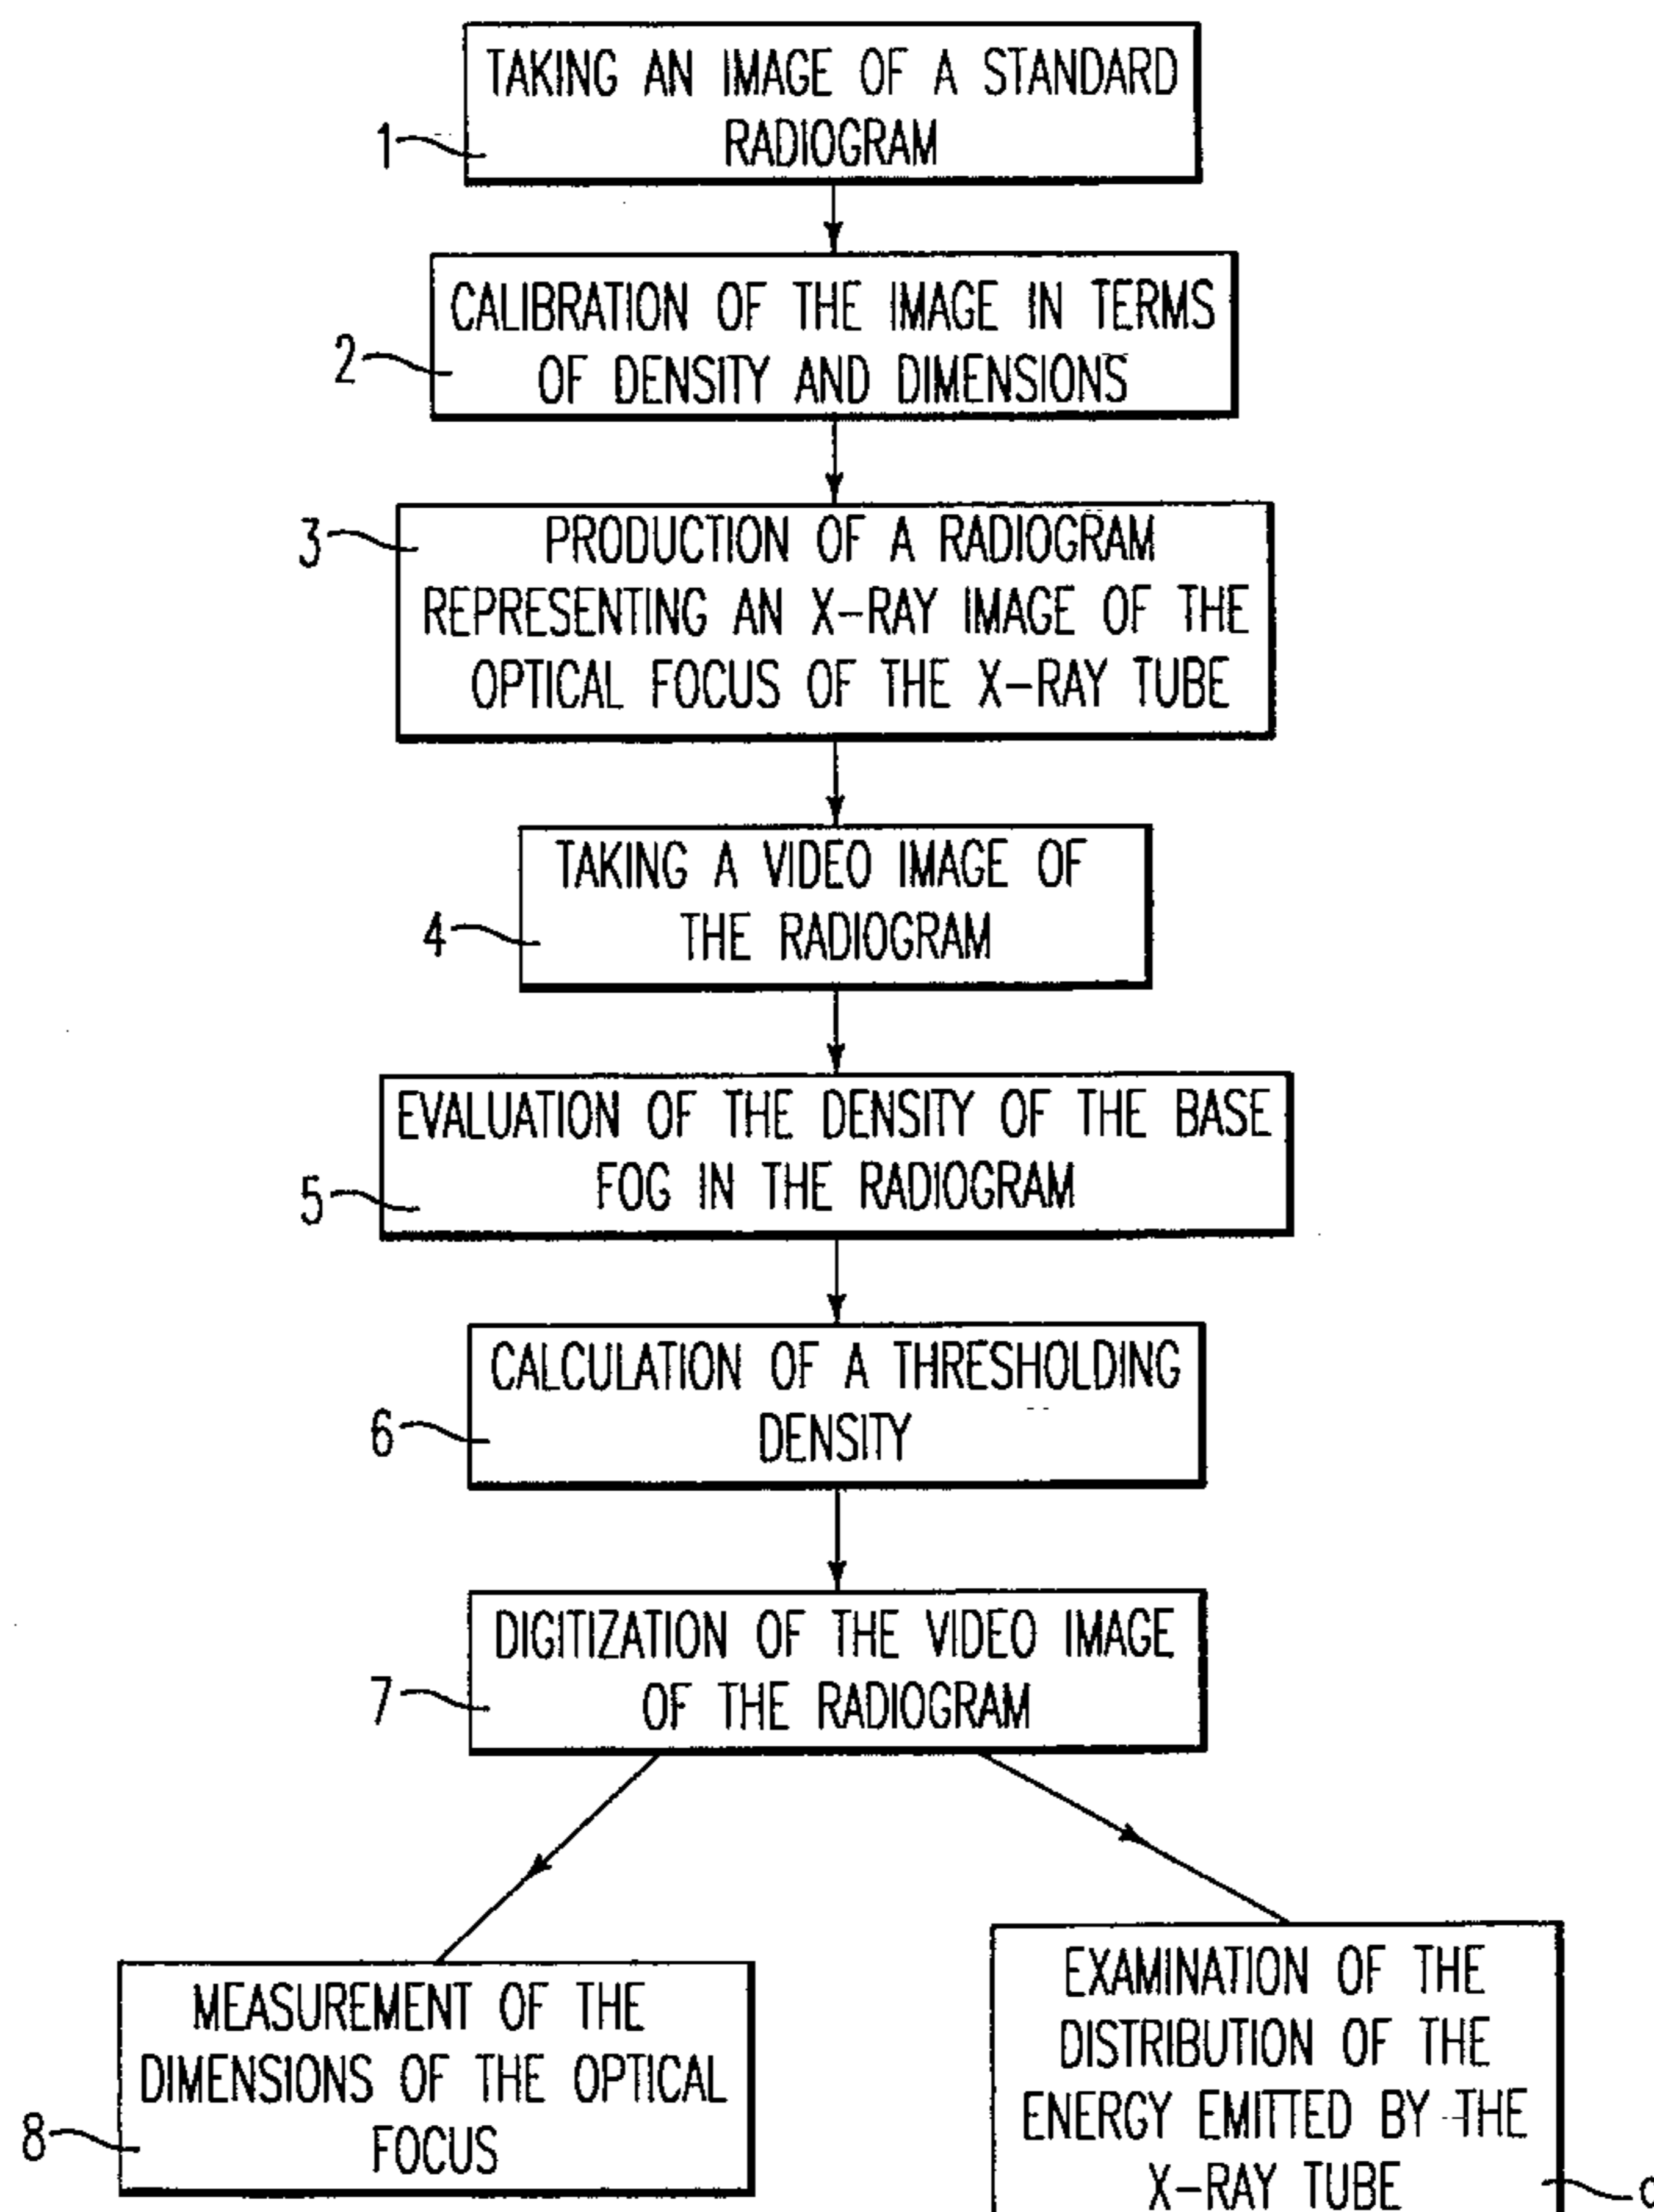 TAKING AN IMAGE OF A STANDARD
RADIOGRAM
1
CALIBRATION OF THE IMAGE IN TERMS
OF DENSITY AND DIMENSIONS
2
3
PRODUCTION OF A RADIOGRAM
REPRESENTING AN X-RAY IMAGE OF THE
OPTICAL FOCUS OF THE X-RAY TUBE
TAKING A VIDEO IMAGE OF
THE RADIOGRAM
4
EVALUATION OF THE DENSITY OF THE BASE
FOG IN THE RADIOGRAM
5
CALCULATION OF A THRESHOLDING
DENSITY
6
DIGITIZATION OF THE VIDEO IMAGE
OF THE RADIOGRAM
7
MEASUREMENT OF THE
DIMENSIONS OF THE OPTICAL
FOCUS
8
EXAMINATION OF THE
DISTRIBUTION OF THE
ENERGY EMITTED BY THE
X-RAY TUBE